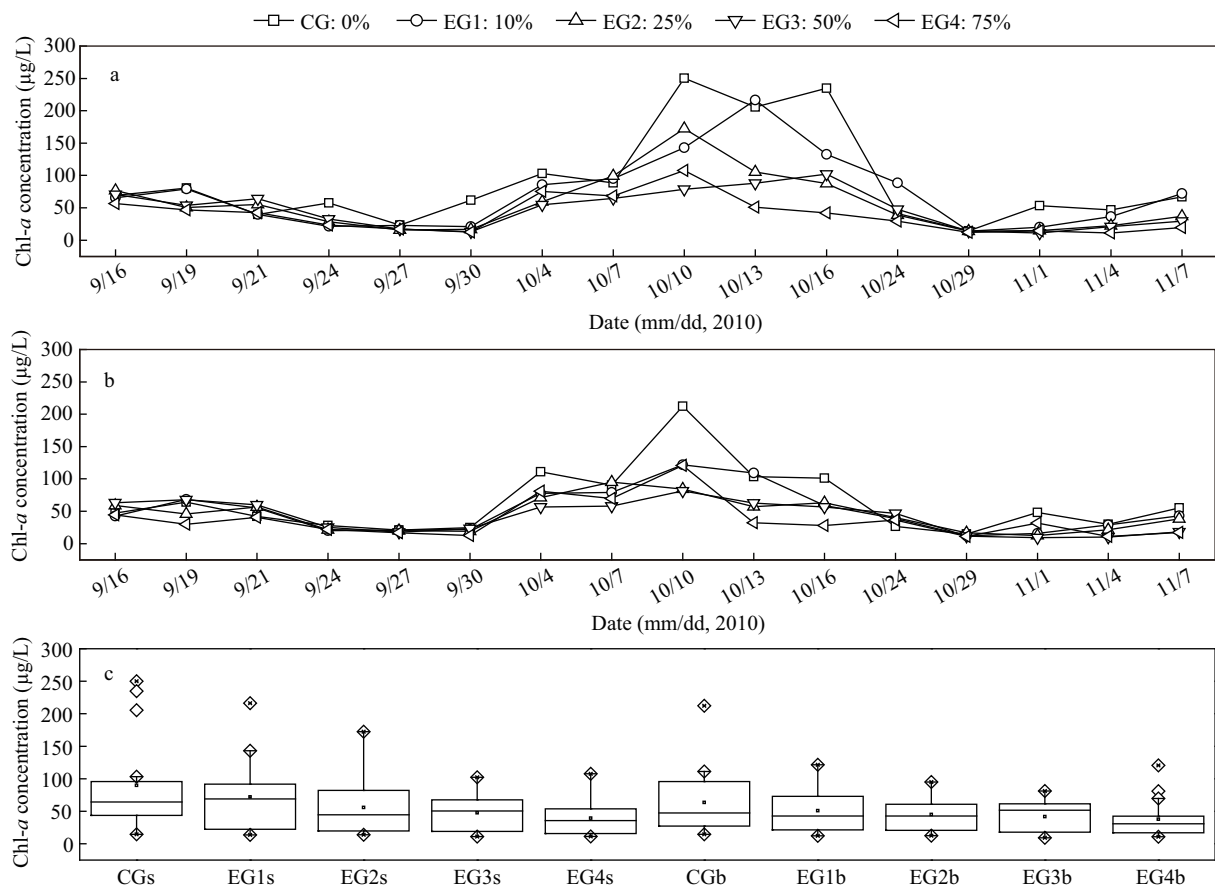 CG: 0% EG1: 10% EG2: 25% EG3: 50% EG4: 75%
a
Chl-a concentration (µg/L)
300
250
200
150
100
50
0
9/16 9/19 9/21 9/24 9/27 9/30 10/4 10/7 10/10 10/13 10/16 10/24 10/29 11/1 11/4 11/7
Date (mm/dd, 2010)
b
Chl-a concentration (µg/L)
300
250
200
150
100
50
0
9/16 9/19 9/21 9/24 9/27 9/30 10/4 10/7 10/10 10/13 10/16 10/24 10/29 11/1 11/4 11/7
Date (mm/dd, 2010)
c
Chl-a concentration (µg/L)
300
250
200
150
100
50
0
CGs EG1s EG2s EG3s EG4s CGb EG1b EG2b EG3b EG4b